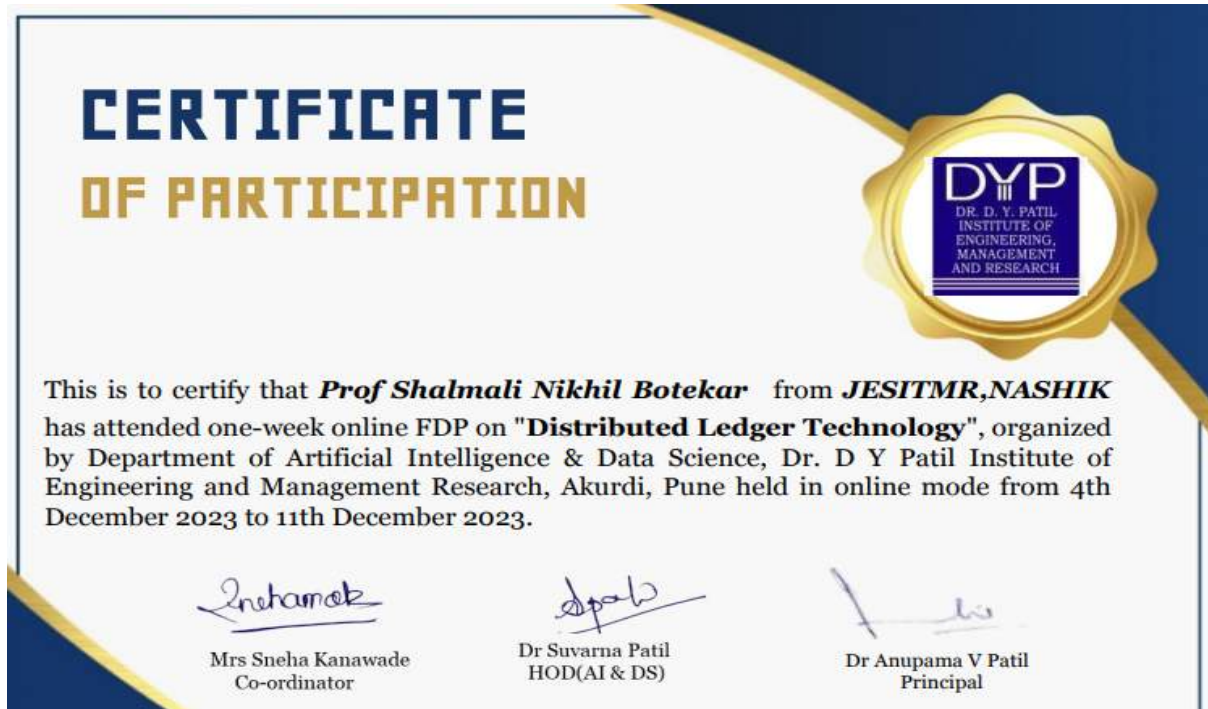 CERTIFICATE
OF PARTICIPATION
DYP
DR. D. Y. PATIL
INSTITUTE OF
ENGINEERING,
MANAGEMENT
AND RESEARCH
This is to certify that Prof Shalmali Nikhil Botekar from JESITMR,NASHIK
has attended one-week online FDP on "Distributed Ledger Technology", organized
by Department of Artificial Intelligence & Data Science, Dr. D Y Patil Institute of
Engineering and Management Research, Akurdi, Pune held in online mode from 4th
December 2023 to 11th December 2023.
Mrs Sneha Kanawade
Co-ordinator
Dr Suvarna Patil
HOD(AI & DS)
Dr Anupama V Patil
Principal